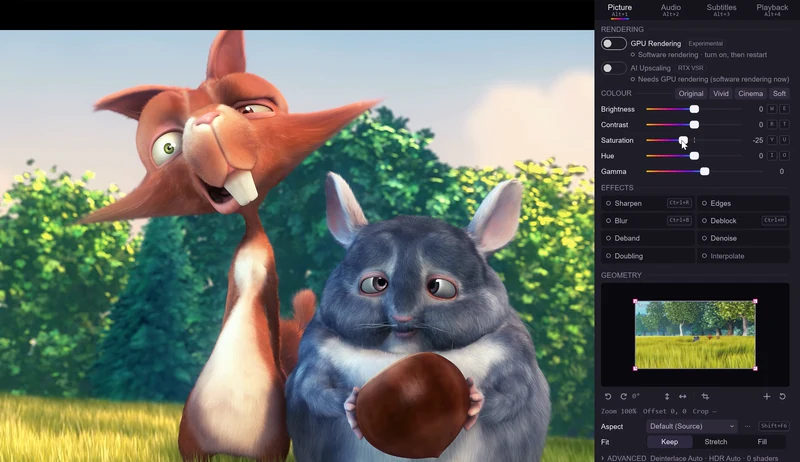 Picture Audio Subtitles Playback
Alt+1 Alt+2 Alt+3 Alt+4
RENDERING
GPU Rendering Experimental
Software rendering · turn on, then restart
AI Upscaling RTX VSR
Needs GPU rendering (software rendering now)
COLOUR Original Vivid Cinema Soft
Brightness 0 W E
Contrast 0 R T
Saturation -25 Y U
Hue 0 I O
Gamma 0
EFFECTS
Sharpen Ctrl+R Edges
Blur Ctrl+B Deblock Ctrl+H
Deband Denoise
Doubling Interpolate
GEOMETRY
0°
Zoom 100% Offset 0, 0 Crop —
Aspect Default (Source) ··· Shift+F6
Fit Keep Stretch Fill
› ADVANCED Deinterlace Auto · HDR Auto · 0 shaders